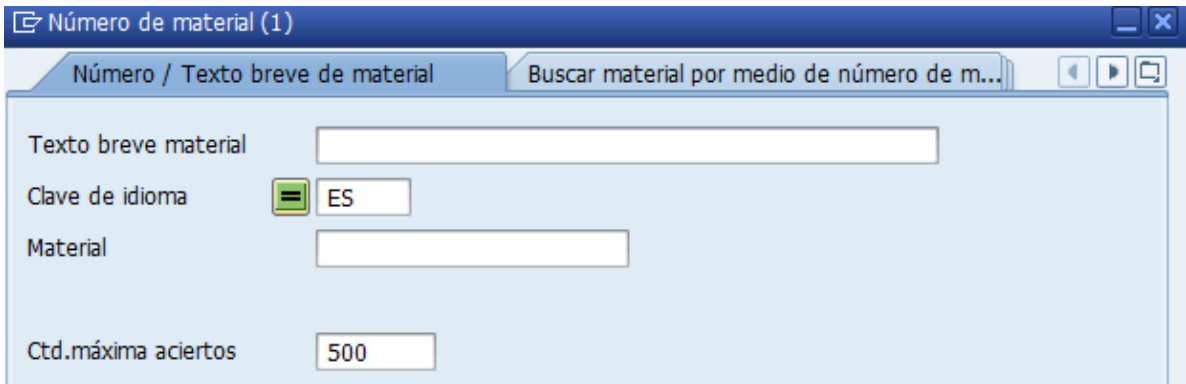 Número de material (1)
Número / Texto breve de material
Buscar material por medio de número de m...
Texto breve material
Clave de idioma = ES
Material
Ctd.máxima aciertos 500